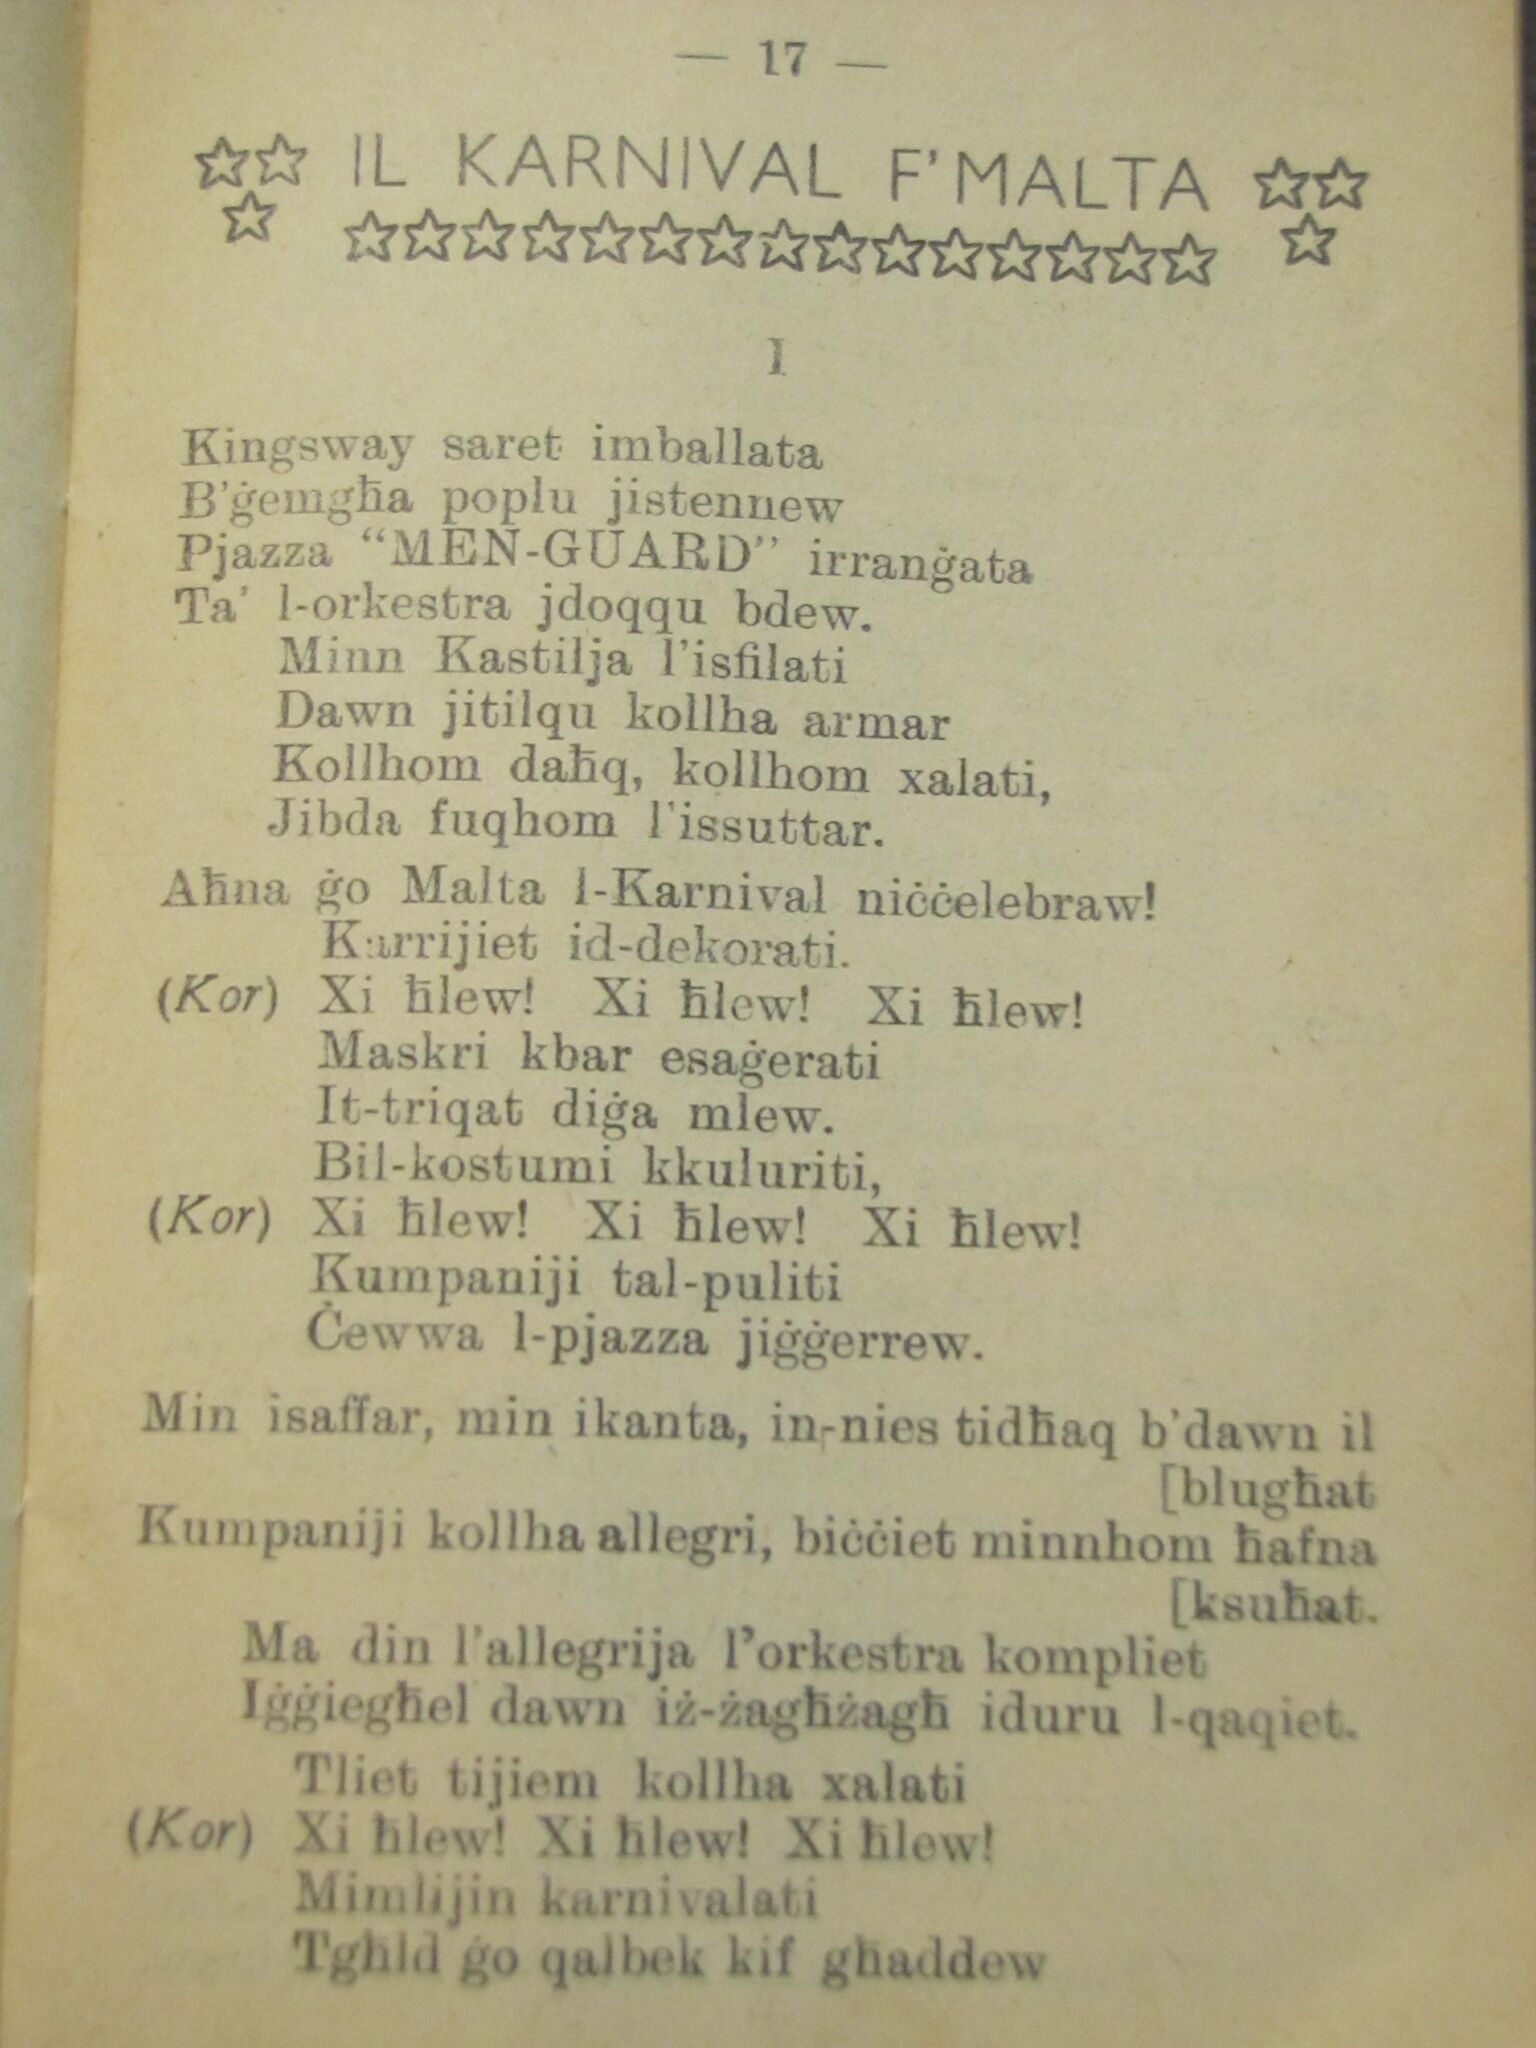 — 17 —
IL KARNIVAL F'MALTA
I
Kingsway saret imballata
B'ġemgħa poplu jistennew
Pjazza “MEN-GUARD” irranġata
Ta' l-orkestra jdoqqu bdew.
Minn Kastilja l'isfilati
Dawn jitilqu kollha armar
Kollhom daħq, kollhom xalati,
Jibda fuqhom l'issuttar.
Aħna ġo Malta l-Karnival niċċelebraw!
Karrijiet id-dekorati.
(Kor) Xi ħlew! Xi ħlew! Xi ħlew!
Maskri kbar esaġerati
It-triqat diġa mlew.
Bil-kostumi kkuluriti,
(Kor) Xi ħlew! Xi ħlew! Xi ħlew!
Kumpaniji tal-puliti
Ċewwa l-pjazza jiġġerrew.
Min isaffar, min ikanta, in-nies tidħaq b'dawn il
[blugħat
Kumpaniji kollha allegri, biċċiet minnhom ħafna
[ksuħat.
Ma din l'allegrija l'orkestra kompliet
Iġġiegħel dawn iż-żagħżagħ iduru l-qaqiet.
Tliet tijiem kollha xalati
(Kor) Xi ħlew! Xi ħlew! Xi ħlew!
Mimlijin karnivalati
Tgħld ġo qalbek kif għaddew